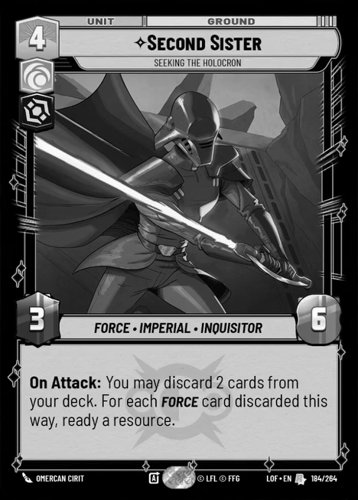 UNIT
GROUND
4
✧SECOND SISTER
SEEKING THE HOLOCRON
3
FORCE • IMPERIAL • INQUISITOR
6
On Attack: You may discard 2 cards from
your deck. For each FORCE card discarded this
way, ready a resource.
OMERCAN CIRIT
© LFL © FFG
LOF • EN
184/264